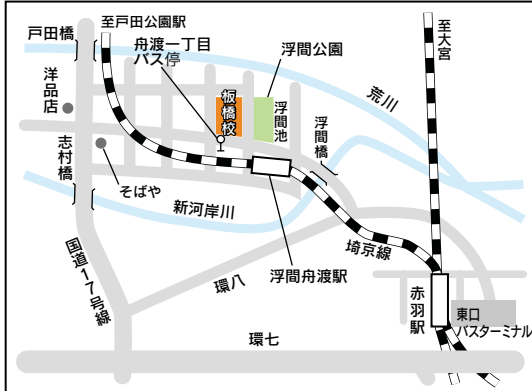 戸田橋
至戸田公園駅
舟渡一丁目
バス停
浮間公園
至大宮
洋品店
板橋校
浮間池
浮間橋
荒川
志村橋
そばや
新河岸川
国道17号線
環八
浮間舟渡駅
埼京線
赤羽駅
東口
バスターミナル
環七